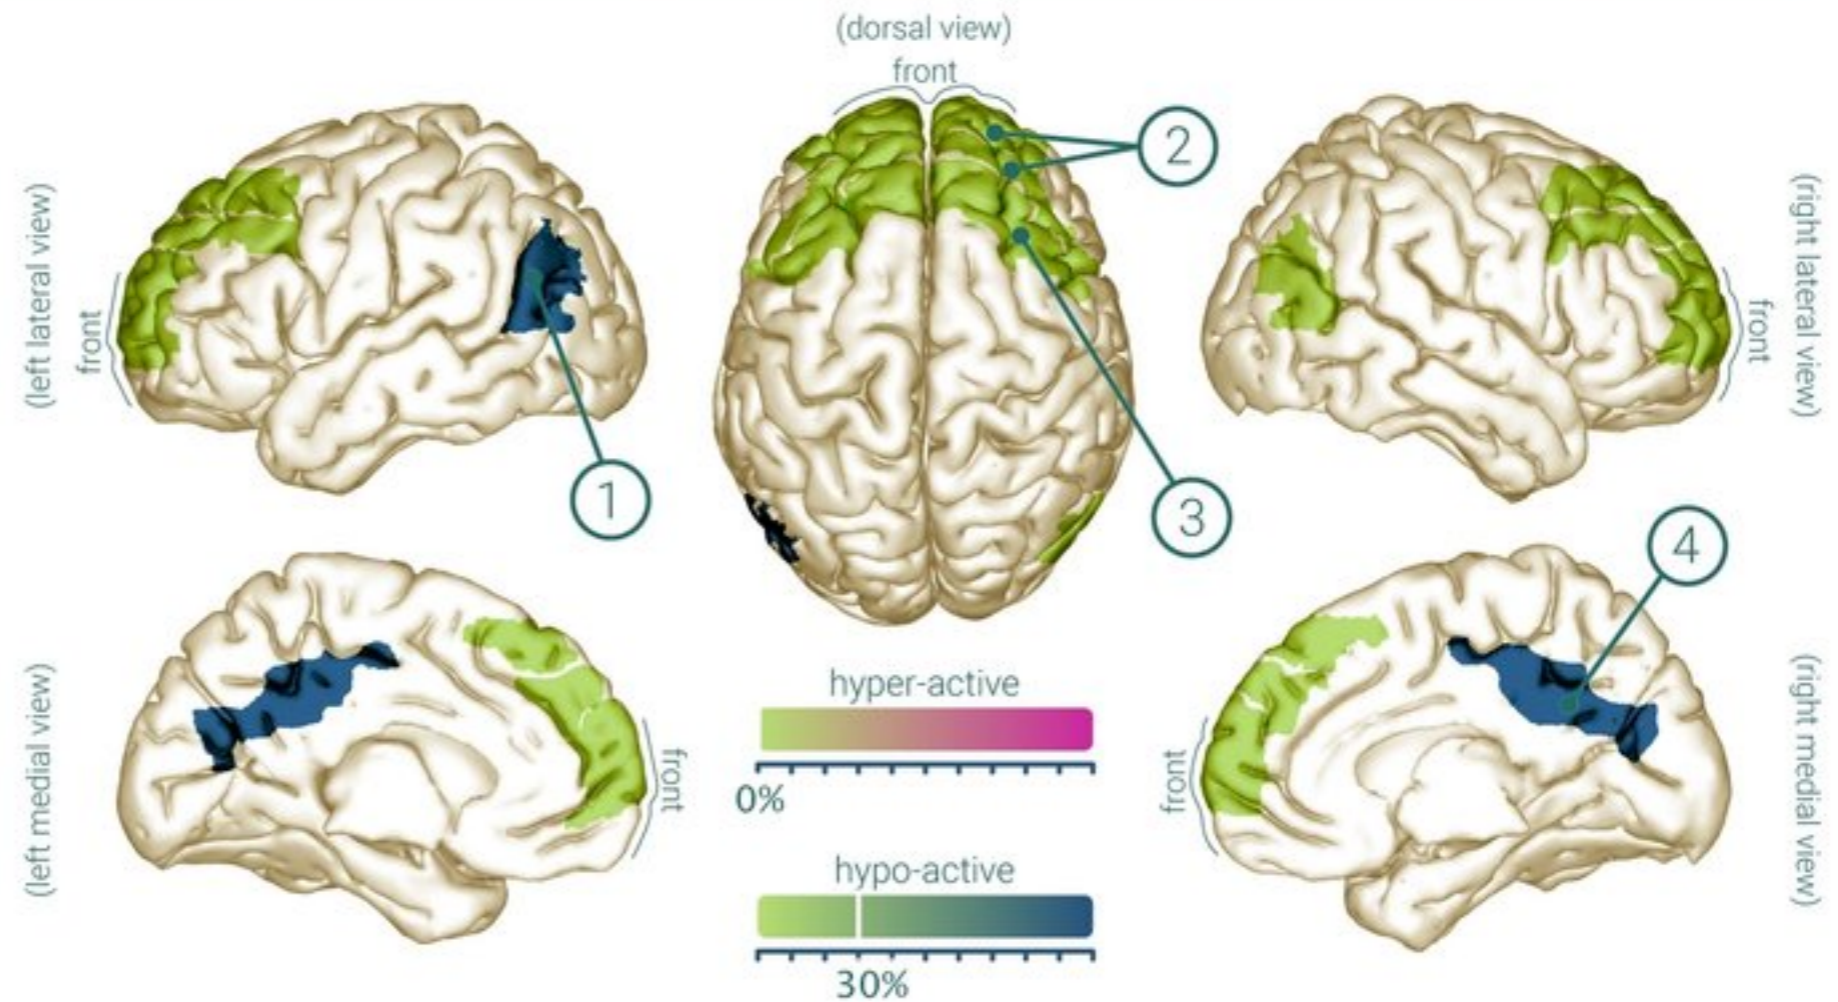 (dorsal view)
front
2
(left lateral view)
front
1
3
(right lateral view)
front
4
(left medial view)
front
hyper-active
0%
hypo-active
30%
front
(right medial view)